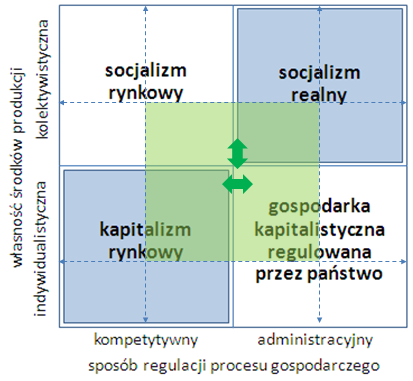 własność środków produkcji
kolektywistyczna
indywidualistyczna
socjalizm
rynkowy
socjalizm
realny
kapitalizm
rynkowy
gospodarka
kapitalistyczna
regulowana
przez państwo
kompetytywny
administracyjny
sposób regulacji procesu gospodarczego